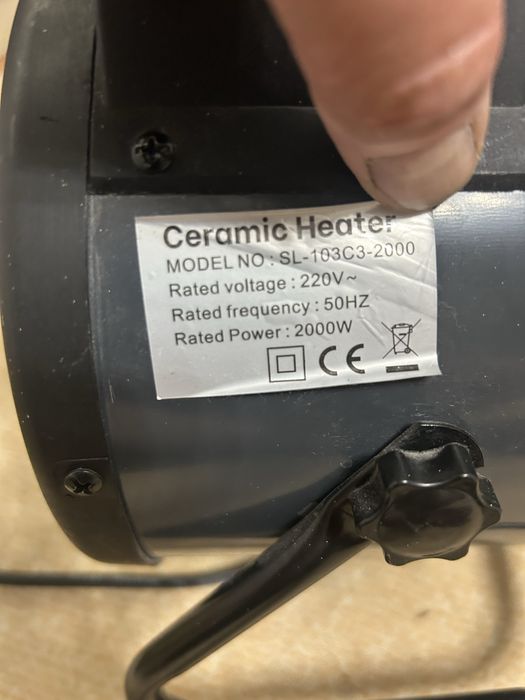 Ceramic Heater
MODEL NO : SL-103C3-2000
Rated voltage : 220V~
Rated frequency : 50HZ
Rated Power : 2000W
CE